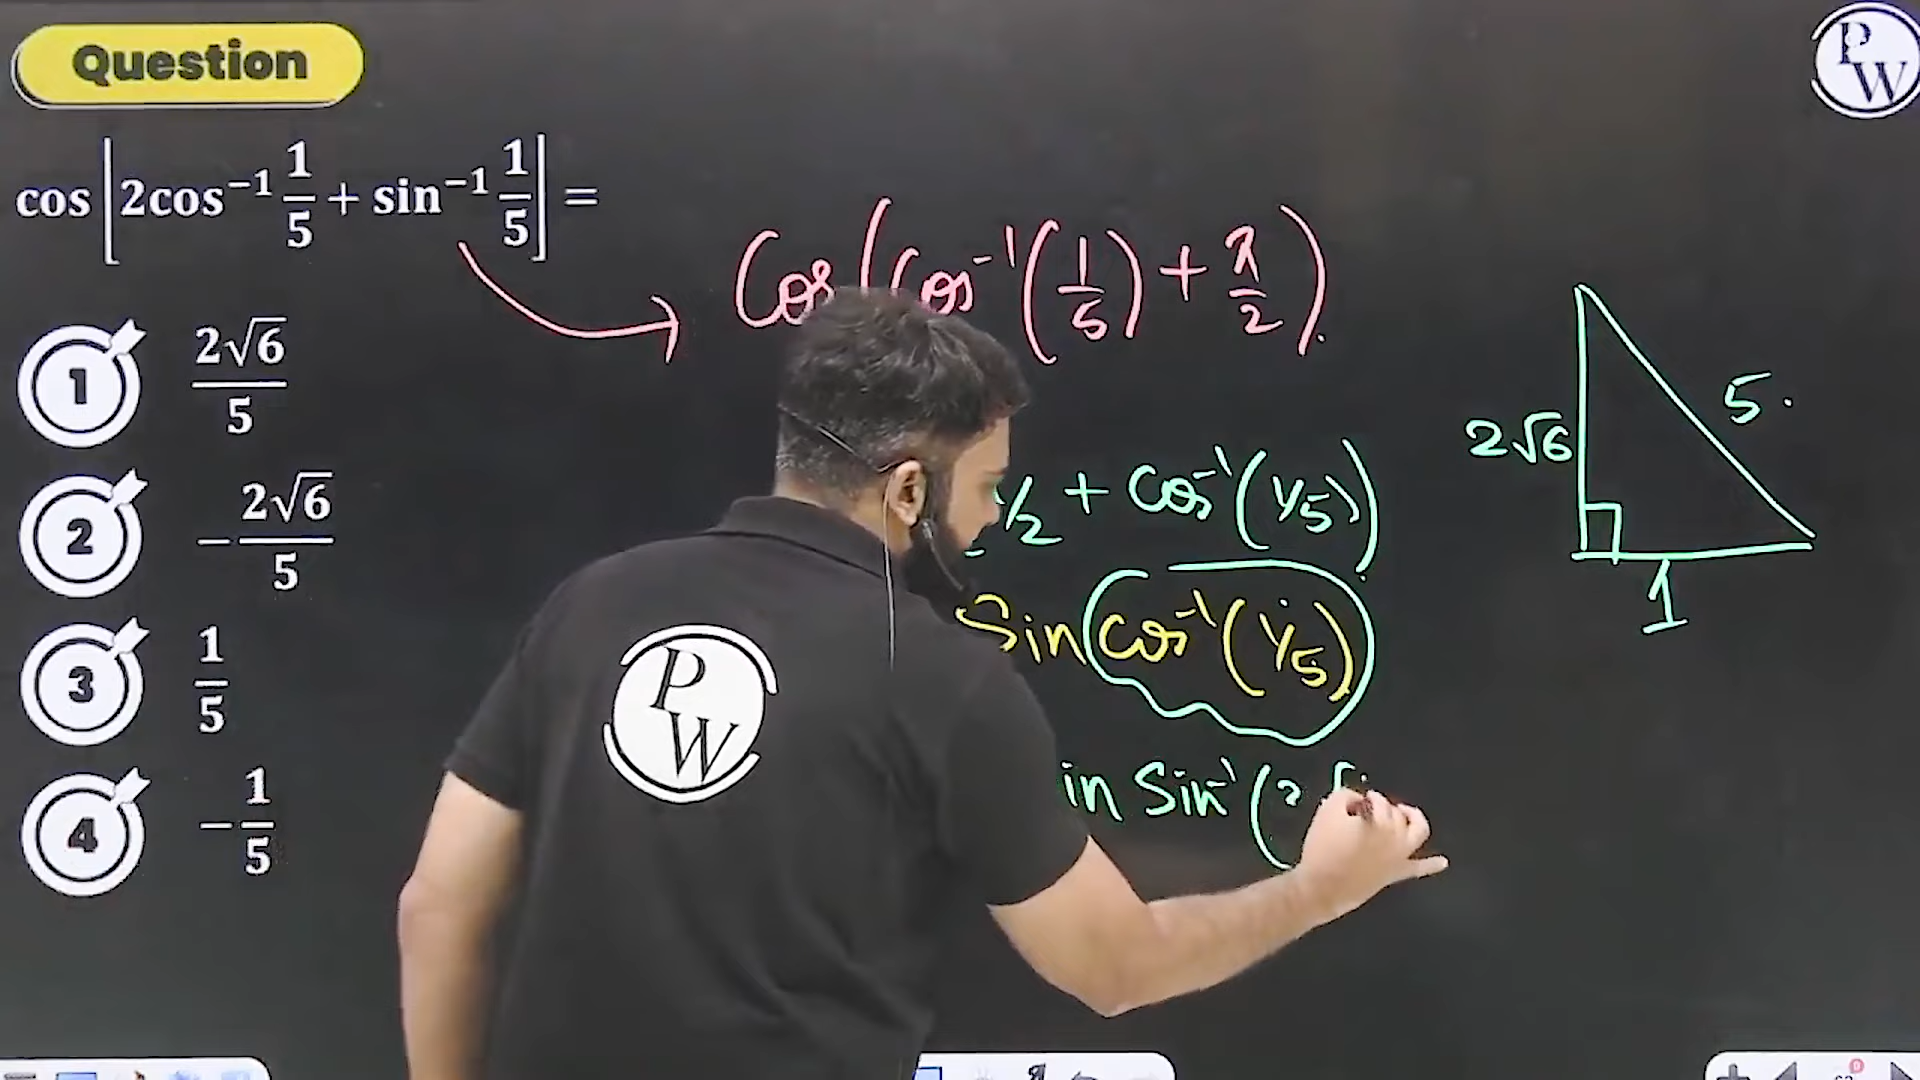 Question
P
W
cos [2cos⁻¹ 1/5 + sin⁻¹ 1/5] =
Cos(Cos⁻¹(1/5) + π/2)
1 2√6/5
2 -2√6/5
3 1/5
4 -1/5
/2 + Cos⁻¹(1/5))
Sin(Cos⁻¹(1/5)
in Sin⁻¹(2
2√6
5
1
P
W